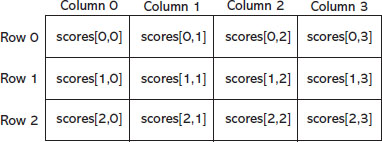 Column 0 Column 1 Column 2 Column 3
Row 0 scores[0,0] scores[0,1] scores[0,2] scores[0,3]
Row 1 scores[1,0] scores[1,1] scores[1,2] scores[1,3]
Row 2 scores[2,0] scores[2,1] scores[2,2] scores[2,3]